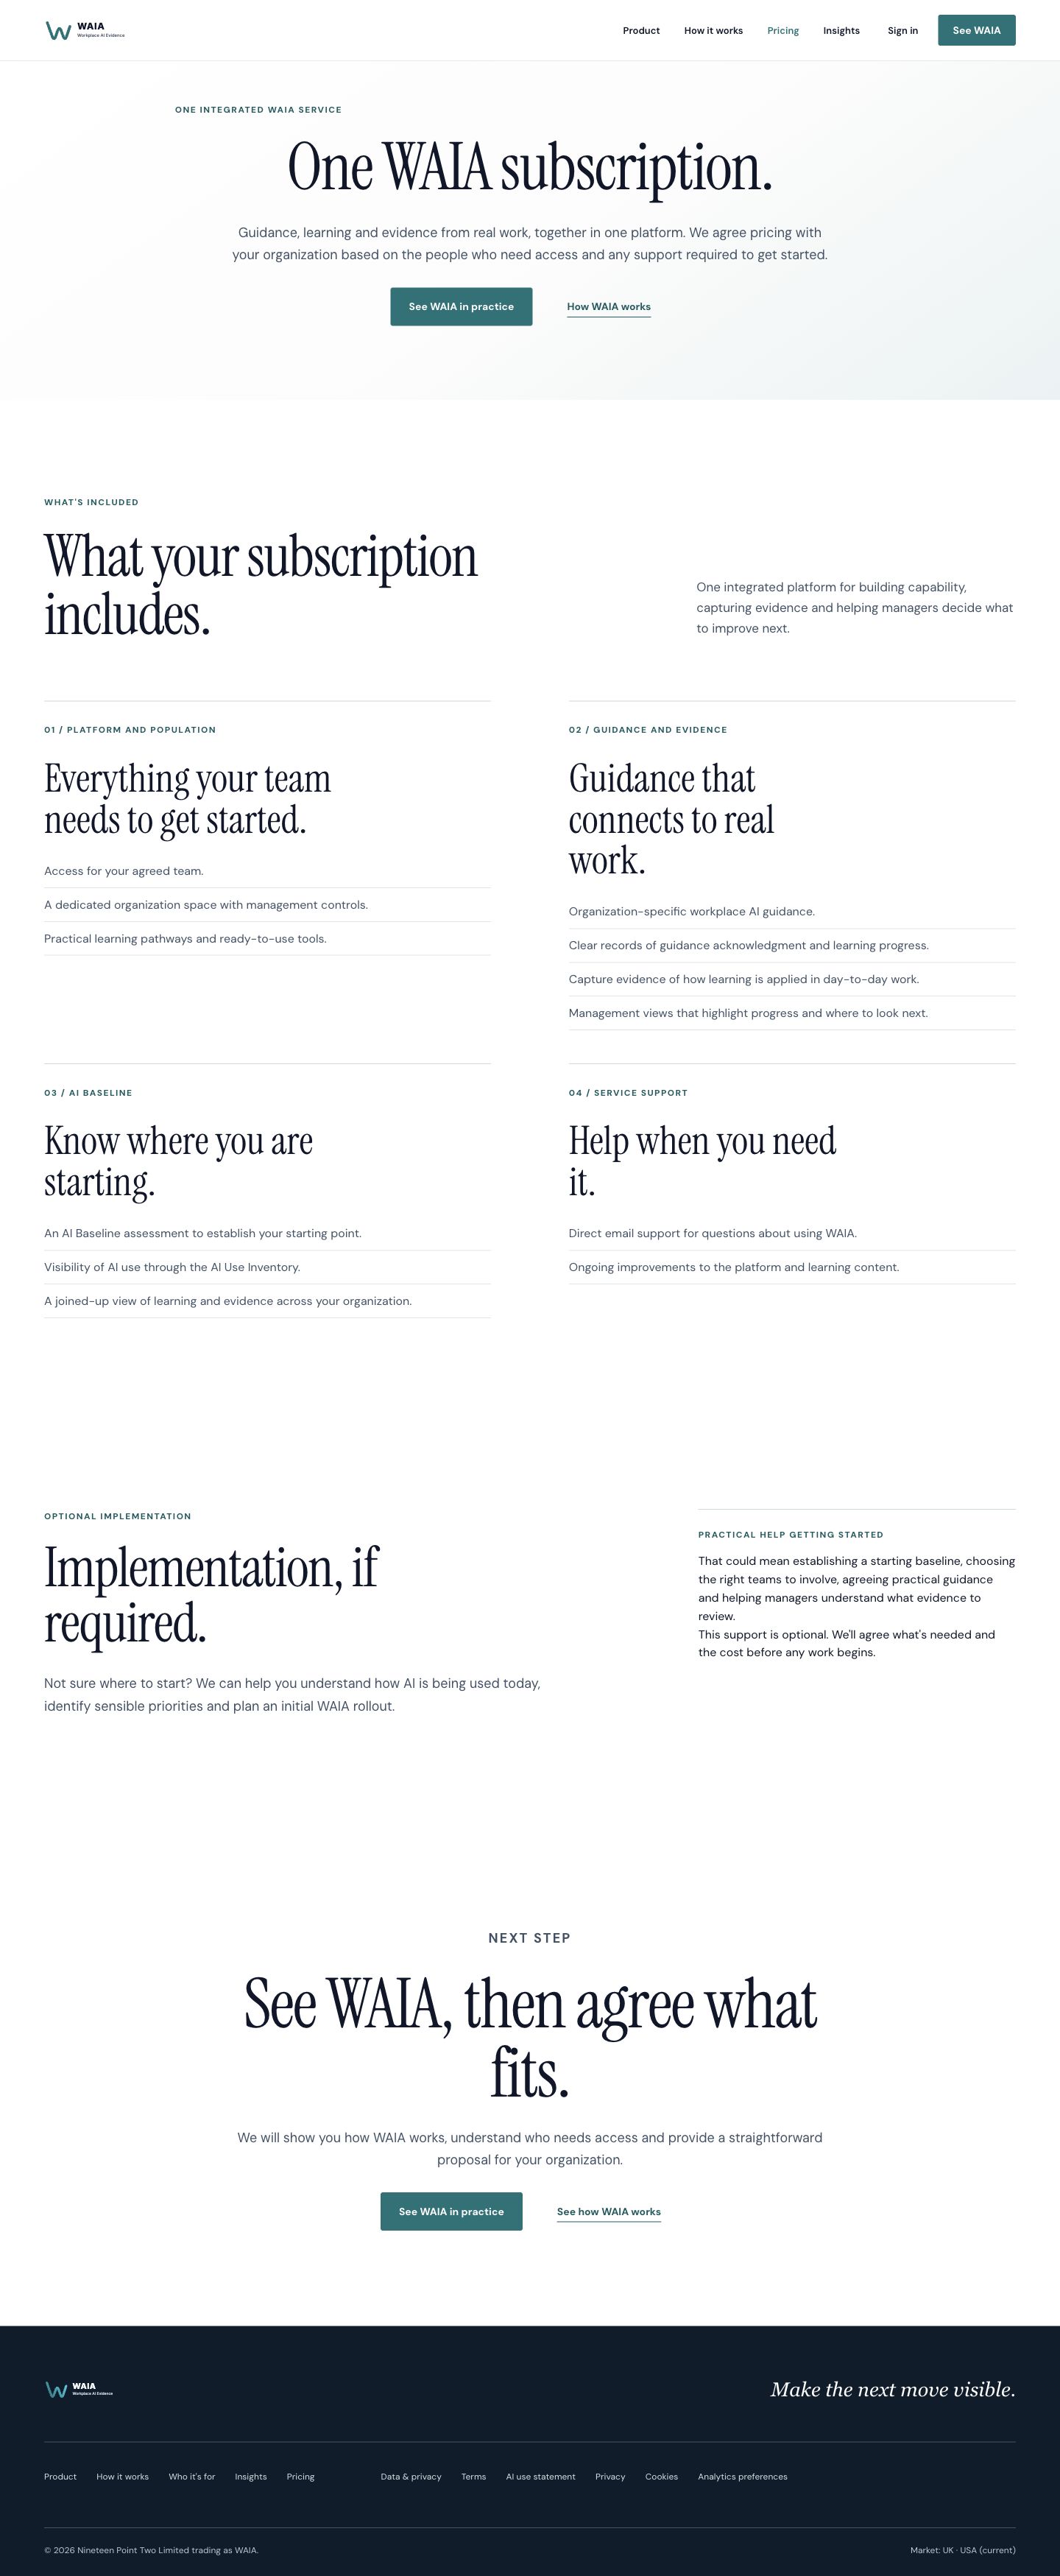 WAIA
Workplace AI Evidence
Product How it works Pricing Insights Sign in See WAIA
ONE INTEGRATED WAIA SERVICE
One WAIA subscription.
Guidance, learning and evidence from real work, together in one platform. We agree pricing with
your organization based on the people who need access and any support required to get started.
See WAIA in practice How WAIA works
WHAT'S INCLUDED
What your subscription
includes.
One integrated platform for building capability,
capturing evidence and helping managers decide what
to improve next.
01 / PLATFORM AND POPULATION
Everything your team
needs to get started.
Access for your agreed team.
A dedicated organization space with management controls.
Practical learning pathways and ready-to-use tools.
02 / GUIDANCE AND EVIDENCE
Guidance that
connects to real
work.
Organization-specific workplace AI guidance.
Clear records of guidance acknowledgment and learning progress.
Capture evidence of how learning is applied in day-to-day work.
Management views that highlight progress and where to look next.
03 / AI BASELINE
Know where you are
starting.
An AI Baseline assessment to establish your starting point.
Visibility of AI use through the AI Use Inventory.
A joined-up view of learning and evidence across your organization.
04 / SERVICE SUPPORT
Help when you need
it.
Direct email support for questions about using WAIA.
Ongoing improvements to the platform and learning content.
OPTIONAL IMPLEMENTATION
Implementation, if
required.
Not sure where to start? We can help you understand how AI is being used today,
identify sensible priorities and plan an initial WAIA rollout.
PRACTICAL HELP GETTING STARTED
That could mean establishing a starting baseline, choosing
the right teams to involve, agreeing practical guidance
and helping managers understand what evidence to
review.
This support is optional. We'll agree what's needed and
the cost before any work begins.
NEXT STEP
See WAIA, then agree what
fits.
We will show you how WAIA works, understand who needs access and provide a straightforward
proposal for your organization.
See WAIA in practice See how WAIA works
WAIA
Workplace AI Evidence
Make the next move visible.
Product How it works Who it's for Insights Pricing Data & privacy Terms AI use statement Privacy Cookies Analytics preferences
© 2026 Nineteen Point Two Limited trading as WAIA. Market: UK · USA (current)